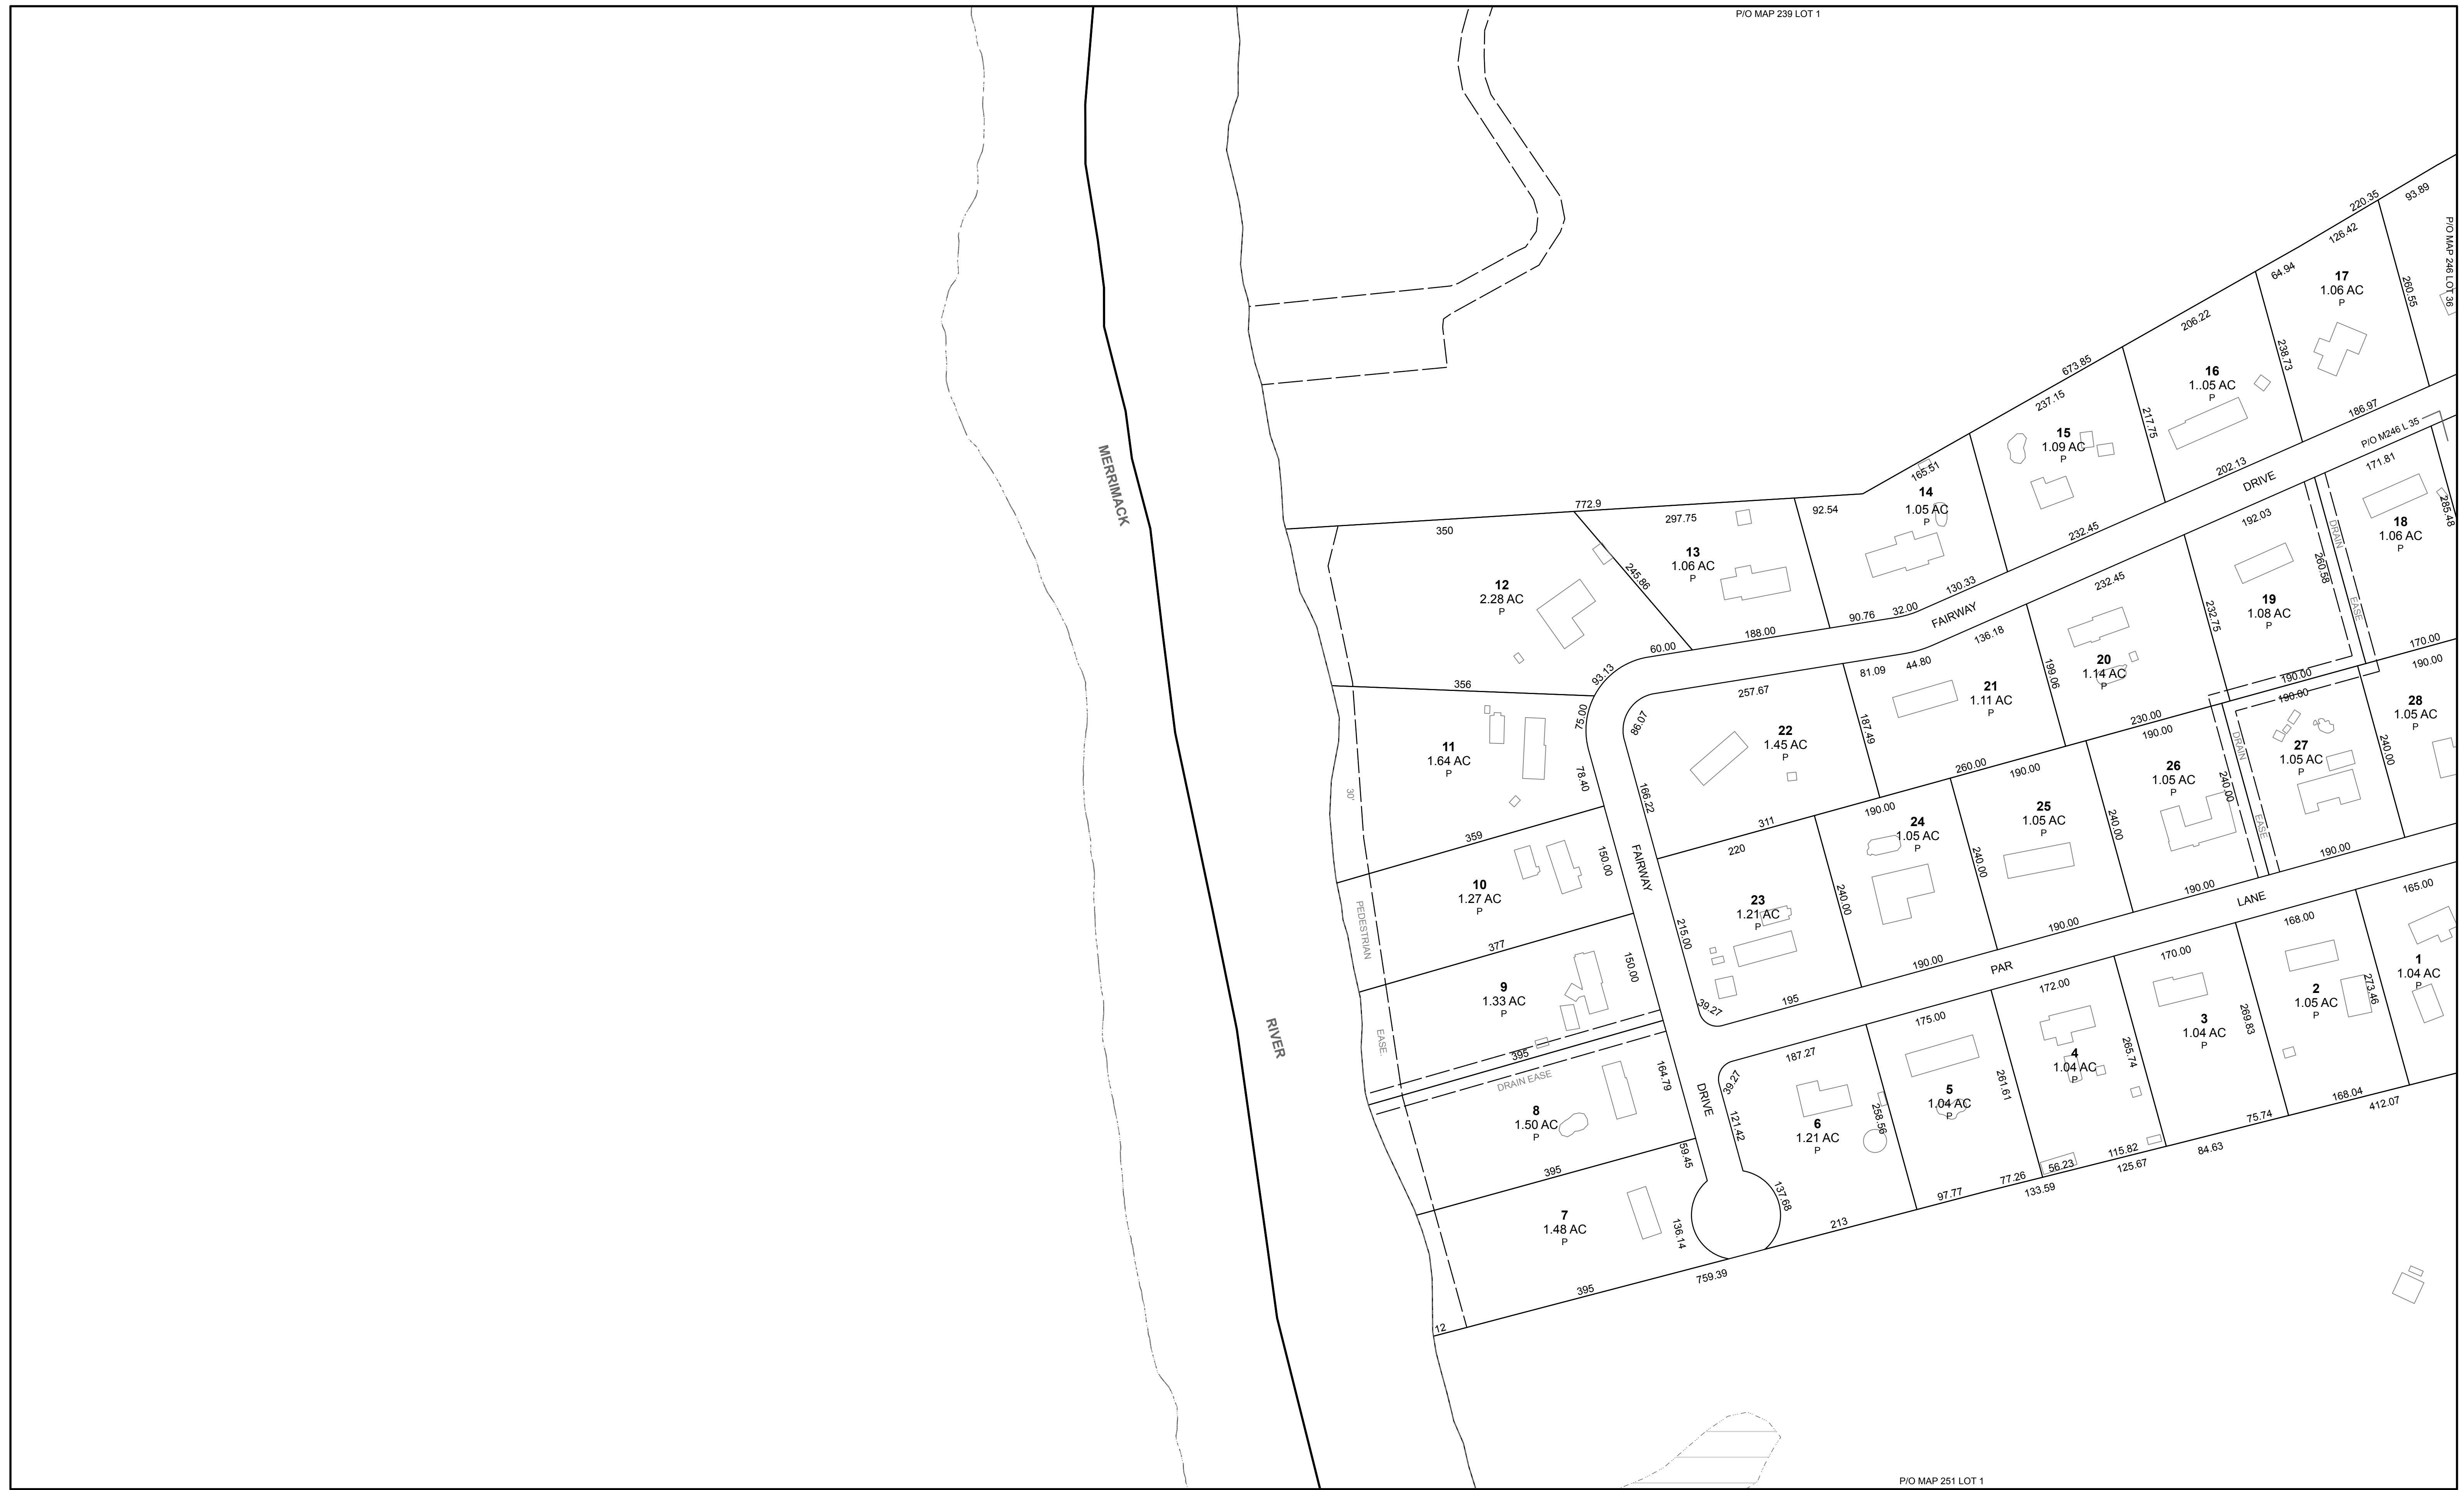 P/O MAP 239 LOT 1
220.35
93.89
126.42
P/O MAP 246 LOT 36
64.94
17
1.06 AC
P
260.55
206.22
238.73
673.85
16
1..05 AC
P
186.97
237.15
217.75
P/O M246 L 35
15
1.09 AC
P
202.13
171.81
DRIVE
165.51
14
1.05 AC
P
92.54
285.48
772.9
297.75
350
232.45
192.03
18
1.06 AC
P
DRAIN
MERRIMACK
13
1.06 AC
P
245.86
260.58
12
2.28 AC
P
130.33
232.45
19
1.08 AC
P
EASE
32.00
90.76
FAIRWAY
232.75
188.00
136.18
60.00
170.00
190.00
44.80
81.09
20
1.14 AC
P
199.06
93.13
190.00
356
257.67
21
1.11 AC
P
190.00
28
1.05 AC
P
75.00
86.07
230.00
187.49
190.00
22
1.45 AC
P
11
1.64 AC
P
DRAIN
27
1.05 AC
P
240.00
260.00
190.00
26
1.05 AC
P
240.00
78.40
30'
166.22
190.00
25
1.05 AC
P
311
24
1.05 AC
P
240.00
EASE
359
220
190.00
150.00
FAIRWAY
240.00
10
1.27 AC
P
190.00
165.00
240.00
23
1.21 AC
P
LANE
168.00
PEDESTRIAN
190.00
215.00
377
170.00
190.00
PAR
150.00
1
1.04 AC
P
172.00
2
1.05 AC
P
273.46
9
1.33 AC
P
195
39.27
175.00
3
1.04 AC
P
269.83
RIVER
EASE.
395
187.27
265.74
4
1.04 AC
P
DRAIN EASE
164.79
39.27
261.61
5
1.04 AC
P
DRIVE
168.04
412.07
8
1.50 AC
P
121.42
258.56
6
1.21 AC
P
75.74
84.63
115.82
125.67
59.45
395
56.23
77.26
133.59
97.77
137.68
7
1.48 AC
P
136.14
213
759.39
395
12
P/O MAP 251 LOT 1